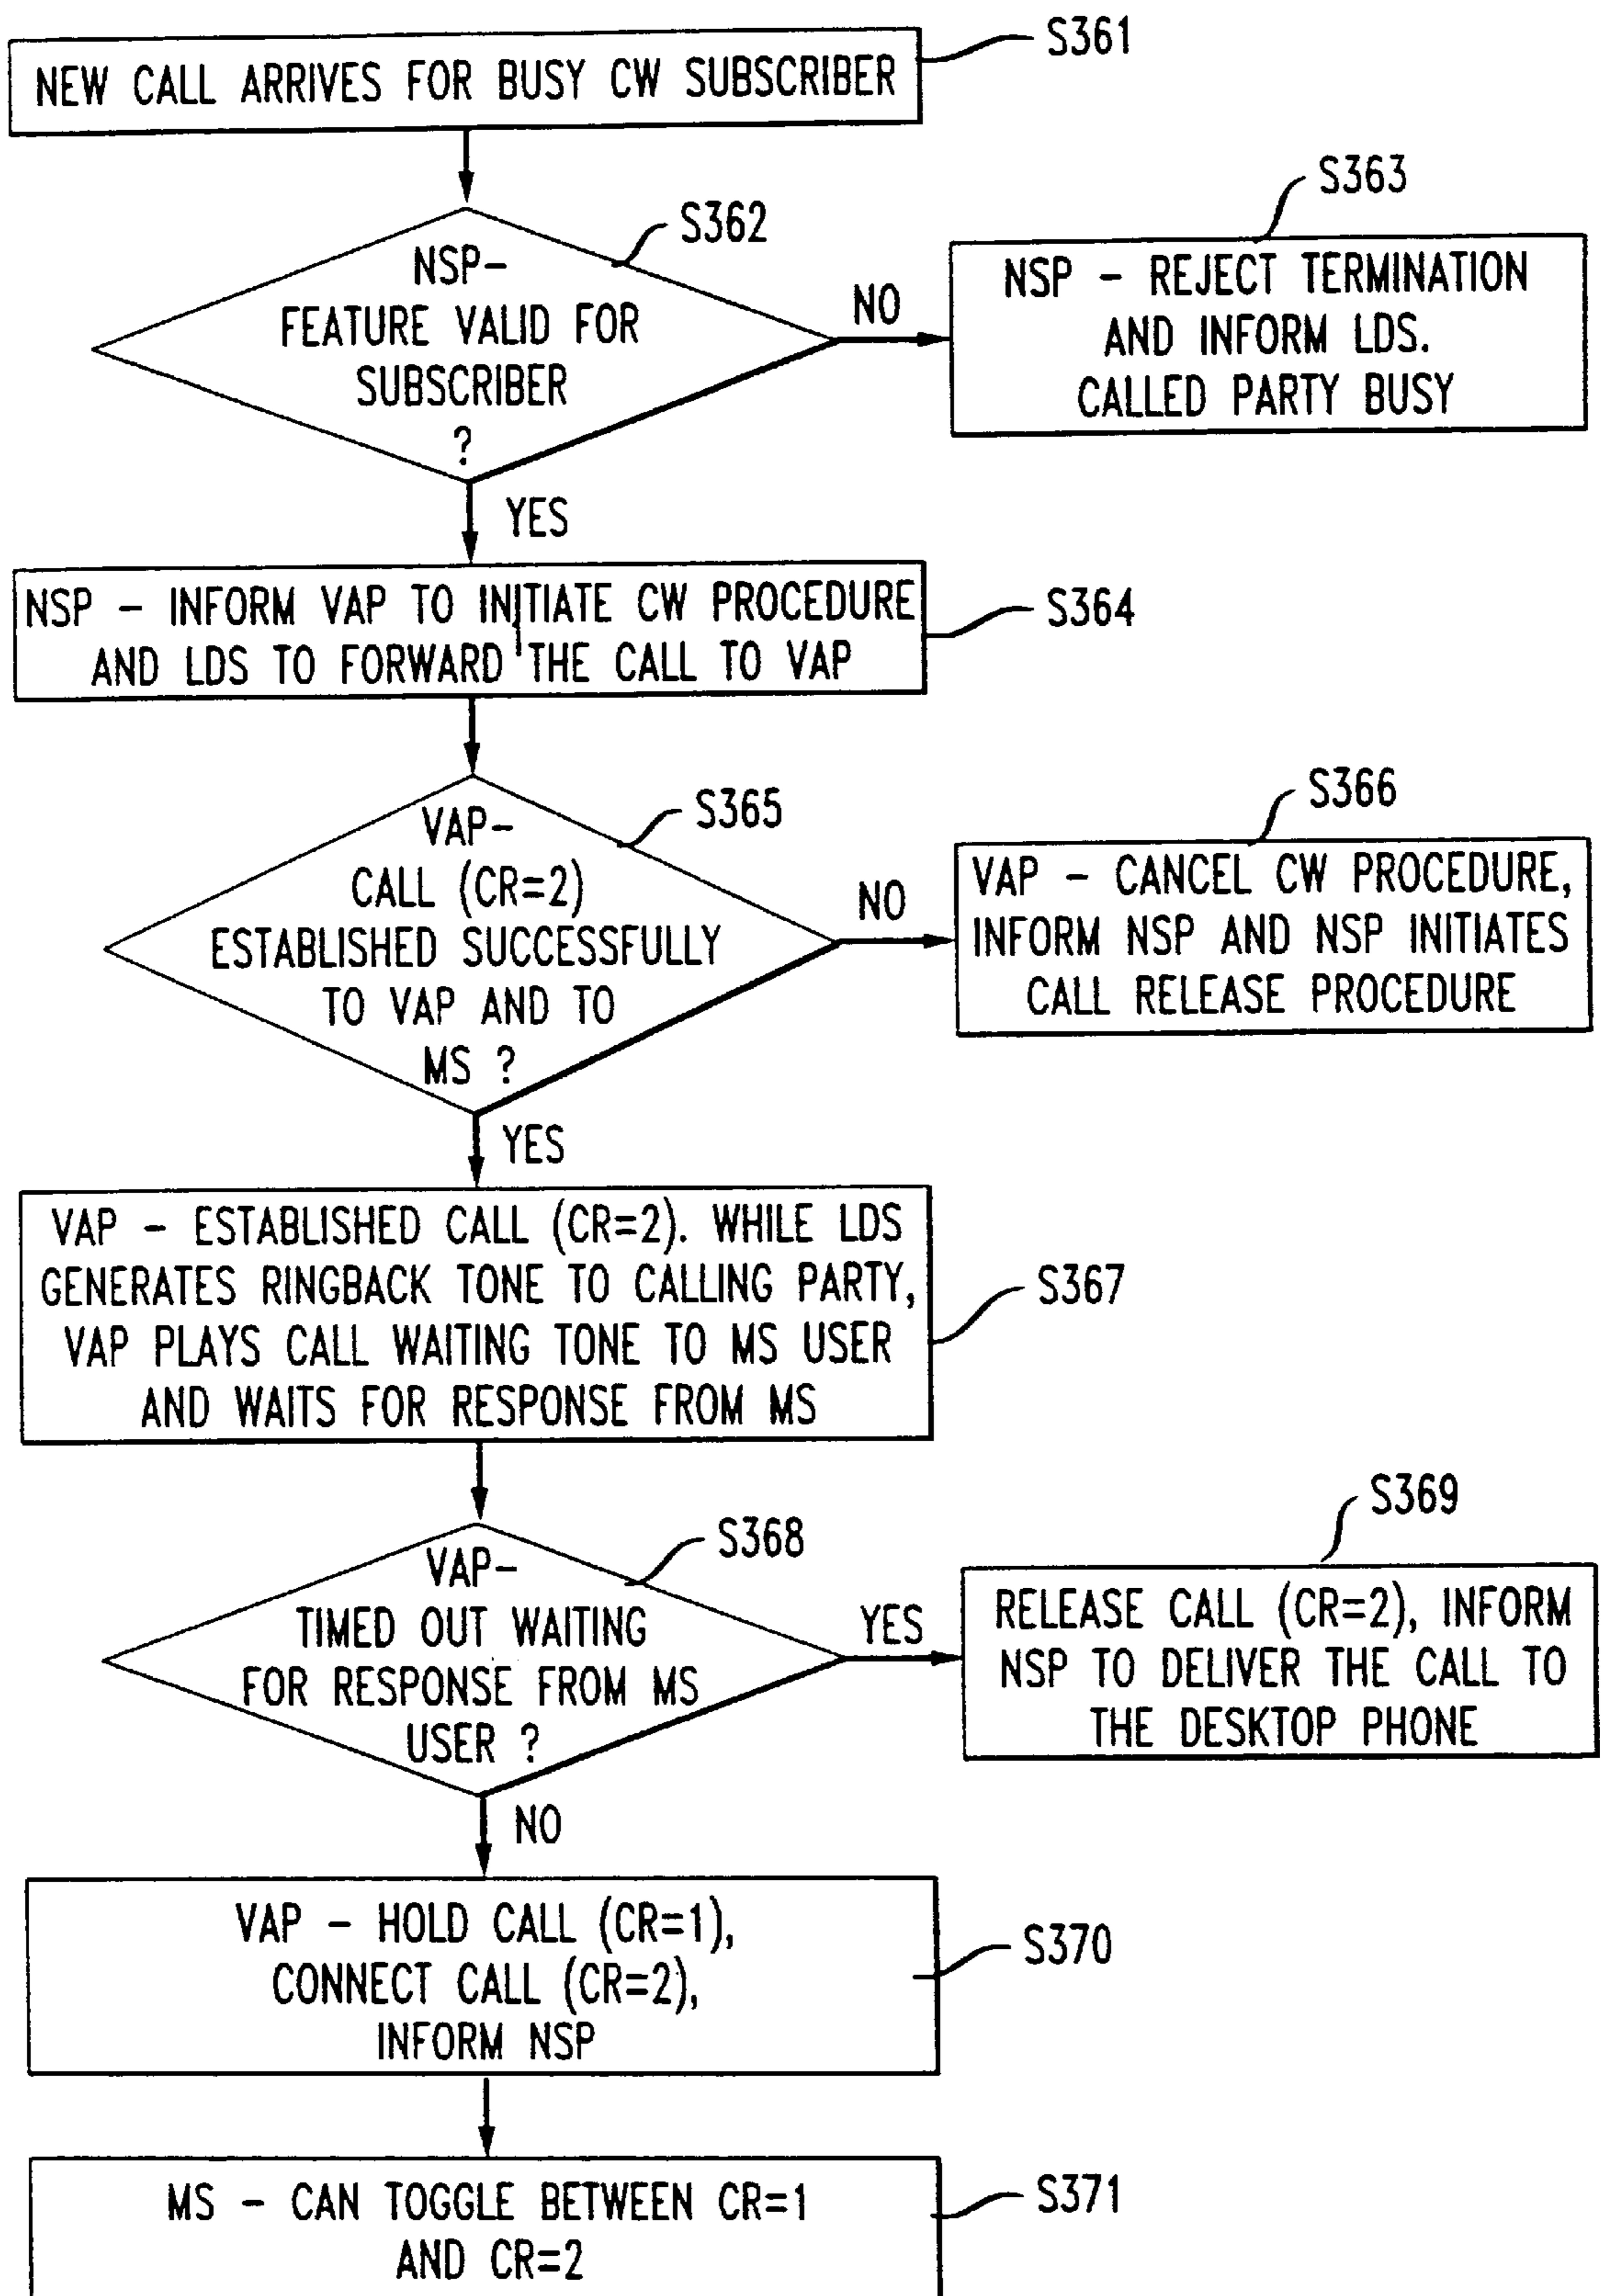 S361
NEW CALL ARRIVES FOR BUSY CW SUBSCRIBER
S362
NSP-
FEATURE VALID FOR
SUBSCRIBER
?
NO
S363
NSP - REJECT TERMINATION
AND INFORM LDS.
CALLED PARTY BUSY
YES
NSP - INFORM VAP TO INITIATE CW PROCEDURE
AND LDS TO FORWARD THE CALL TO VAP
S364
S365
VAP-
CALL (CR=2)
ESTABLISHED SUCCESSFULLY
TO VAP AND TO
MS ?
NO
S366
VAP - CANCEL CW PROCEDURE,
INFORM NSP AND NSP INITIATES
CALL RELEASE PROCEDURE
YES
VAP - ESTABLISHED CALL (CR=2). WHILE LDS
GENERATES RINGBACK TONE TO CALLING PARTY,
VAP PLAYS CALL WAITING TONE TO MS USER
AND WAITS FOR RESPONSE FROM MS
S367
S368
VAP-
TIMED OUT WAITING
FOR RESPONSE FROM MS
USER ?
YES
S369
RELEASE CALL (CR=2), INFORM
NSP TO DELIVER THE CALL TO
THE DESKTOP PHONE
NO
VAP - HOLD CALL (CR=1),
CONNECT CALL (CR=2),
INFORM NSP
S370
MS - CAN TOGGLE BETWEEN CR=1
AND CR=2
S371